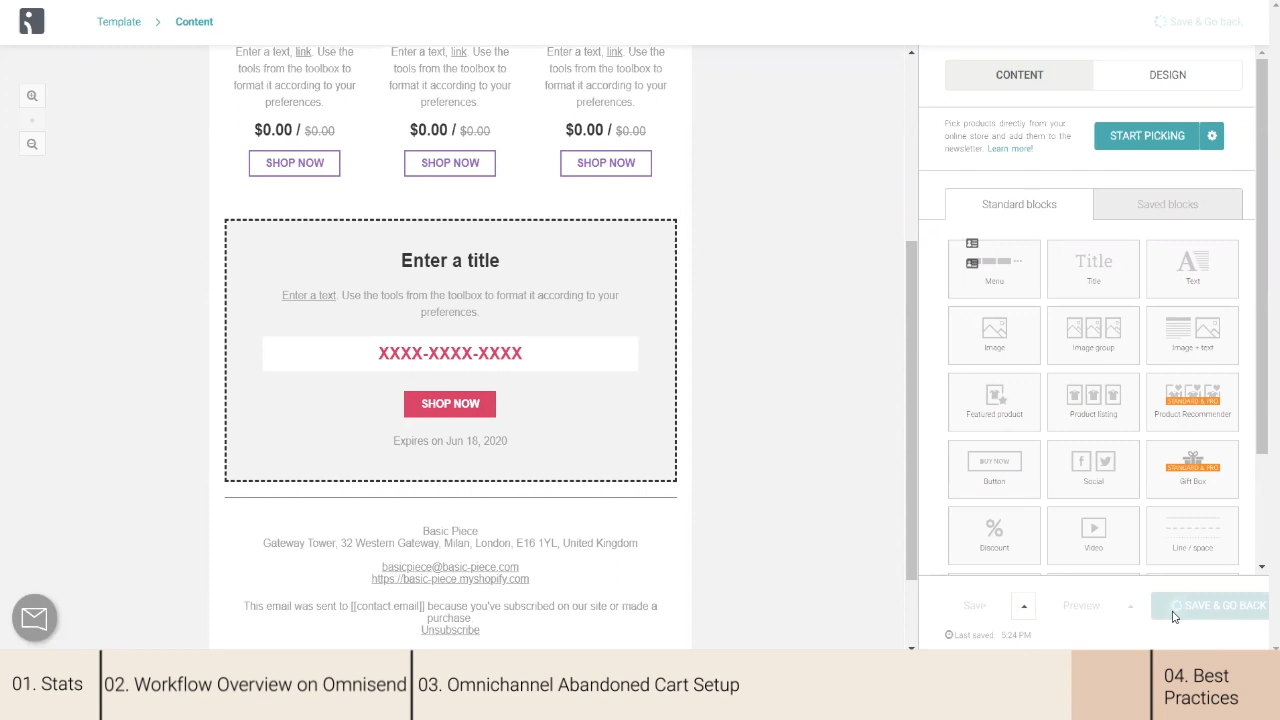 Template > Content
Save & Go back
Enter a text, link. Use the
tools from the toolbox to
format it according to your
preferences.
$0.00 / $0.00
SHOP NOW
Enter a text, link. Use the
tools from the toolbox to
format it according to your
preferences.
$0.00 / $0.00
SHOP NOW
Enter a text, link. Use the
tools from the toolbox to
format it according to your
preferences.
$0.00 / $0.00
SHOP NOW
Enter a title
Enter a text. Use the tools from the toolbox to format it according to your
preferences.
XXXX-XXXX-XXXX
SHOP NOW
Expires on Jun 18, 2020
Basic Piece
Gateway Tower, 32 Western Gateway, Milan, London, E16 1YL, United Kingdom
basicpiece@basic-piece.com
https://basic-piece.myshopify.com
This email was sent to [[contact.email]] because you've subscribed on our site or made a
purchase.
Unsubscribe
CONTENT
DESIGN
Pick products directly from your
online store and add them to the
newsletter. Learn more!
START PICKING
Standard blocks
Saved blocks
Menu
Title
Title
Text
Image
Image group
Image + text
Featured product
Product listing
STANDARD & PRO
Product Recommender
BUY NOW
Button
Social
STANDARD & PRO
Gift Box
Discount
Video
Line / space
Save
Preview
SAVE & GO BACK
Last saved: 5:24 PM
01. Stats
02. Workflow Overview on Omnisend
03. Omnichannel Abandoned Cart Setup
04. Best
Practices